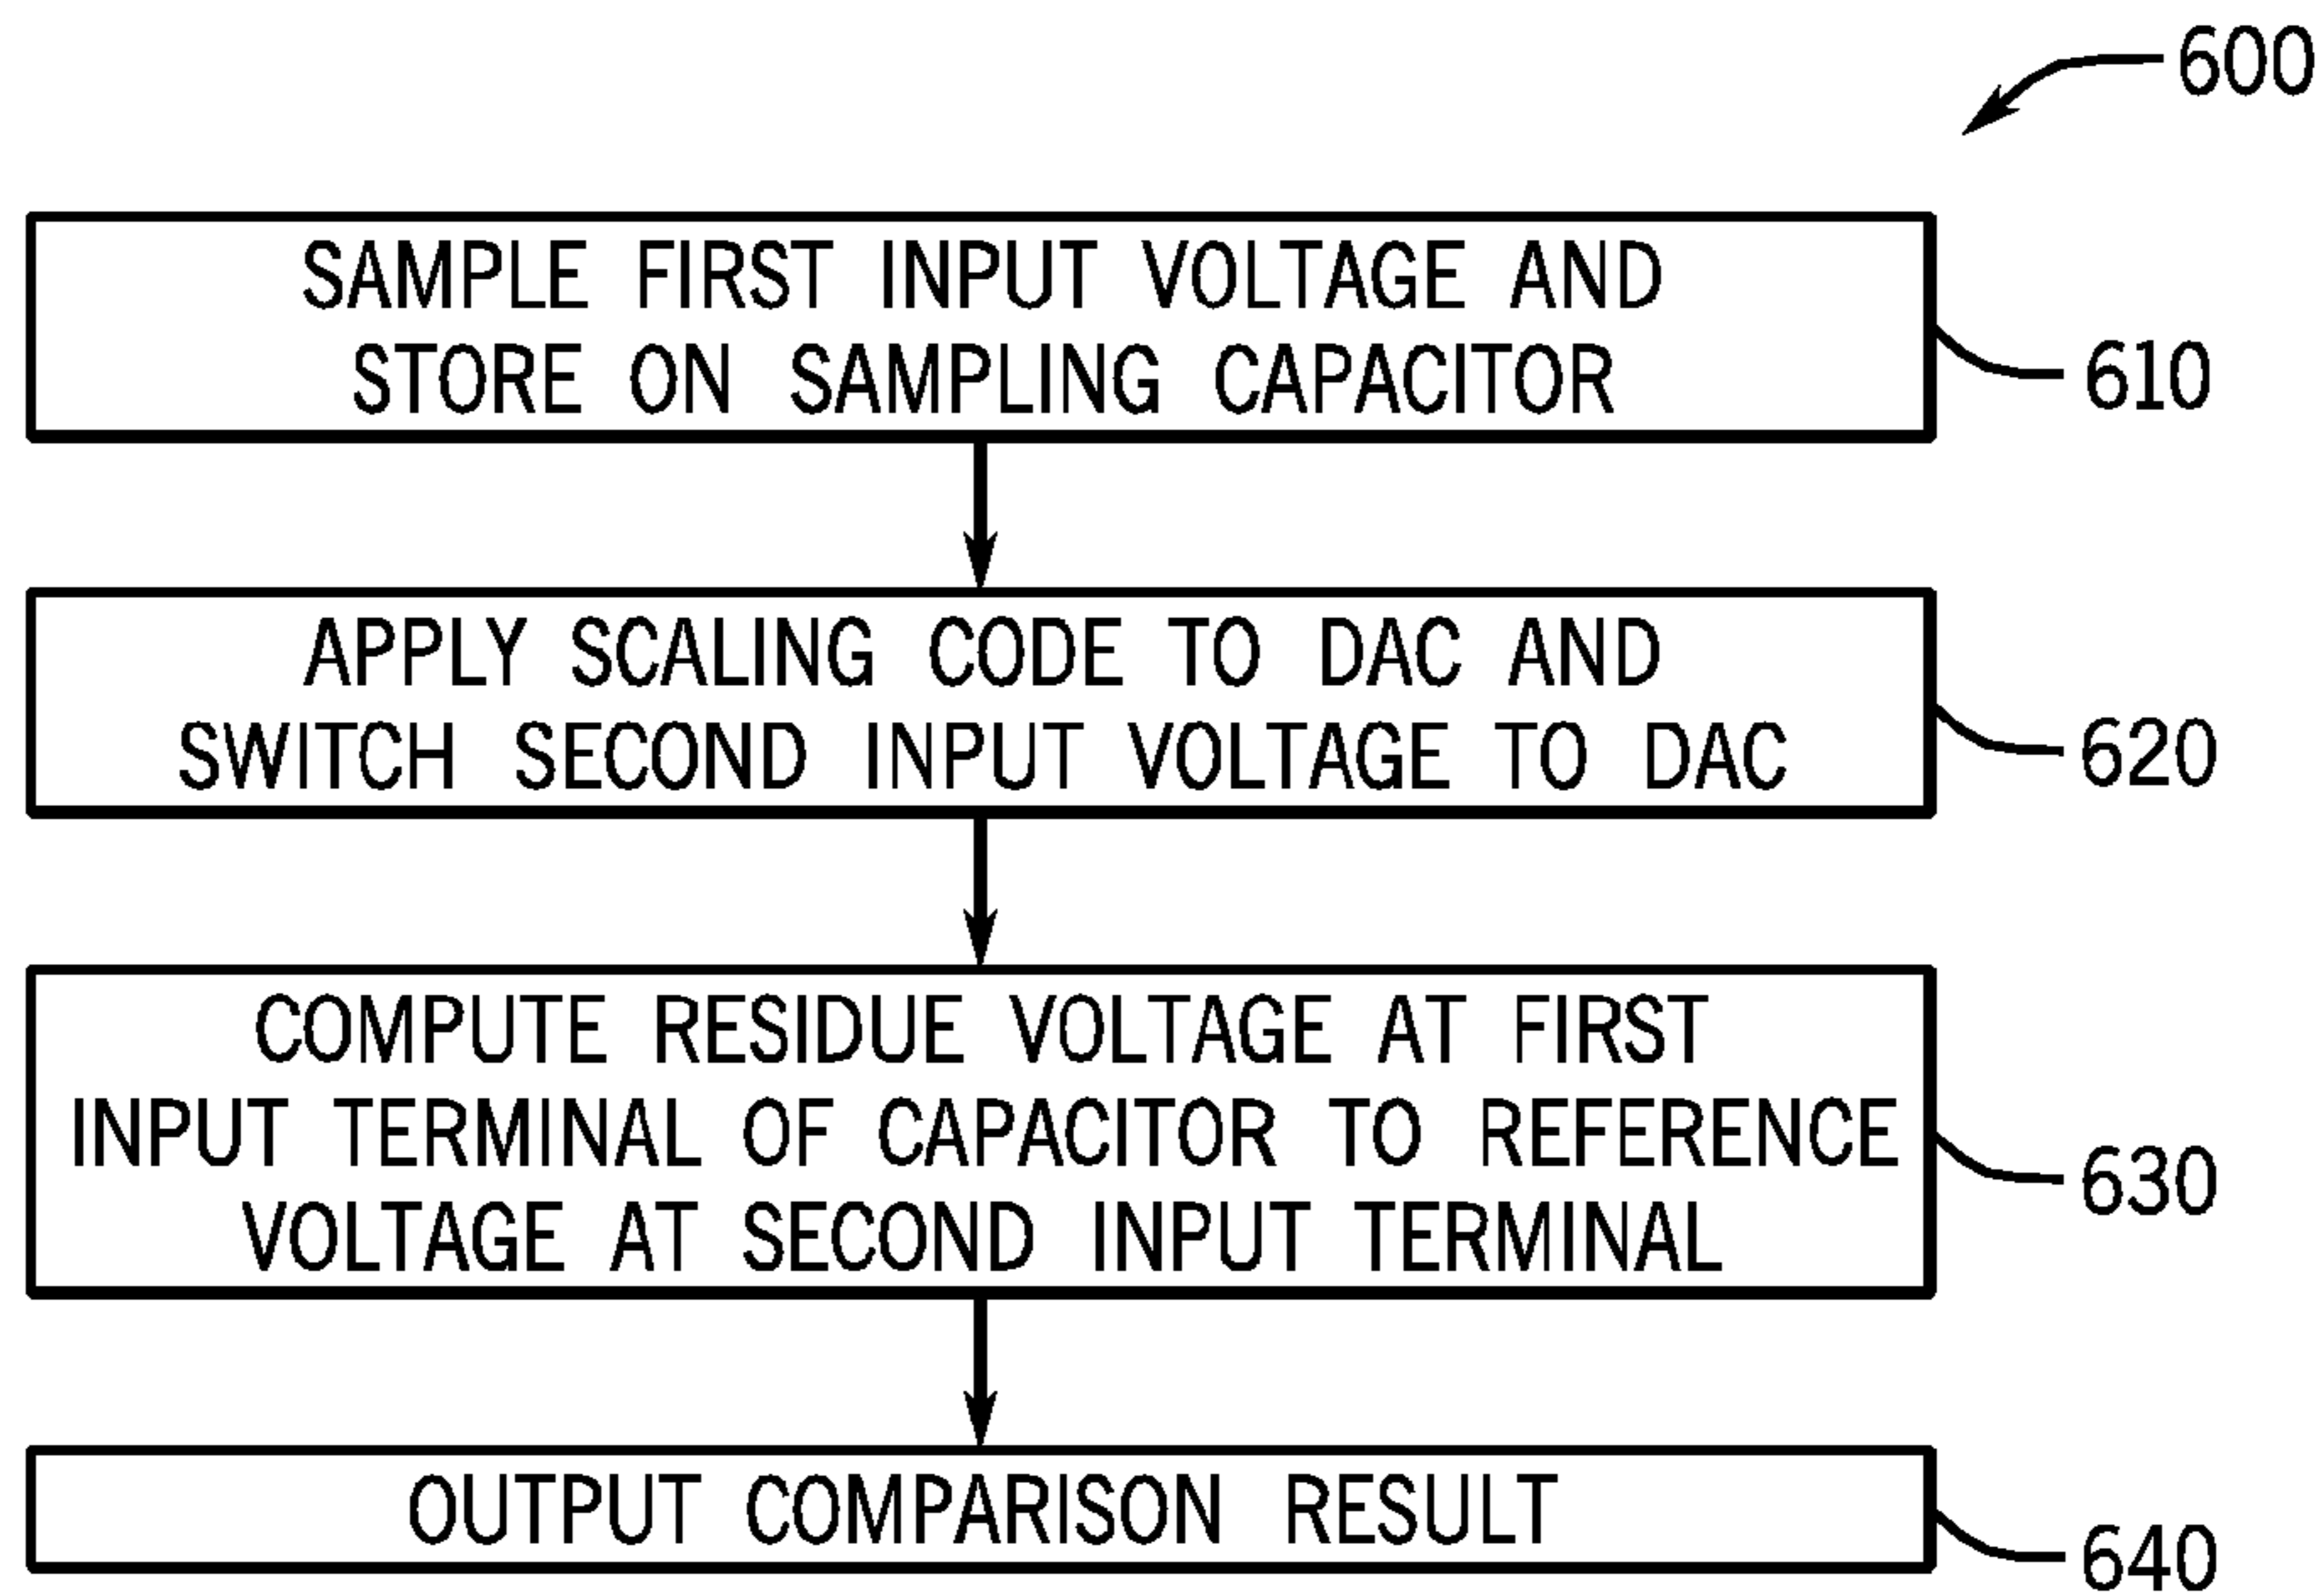 600
SAMPLE FIRST INPUT VOLTAGE AND
STORE ON SAMPLING CAPACITOR
610
APPLY SCALING CODE TO DAC AND
SWITCH SECOND INPUT VOLTAGE TO DAC
620
COMPUTE RESIDUE VOLTAGE AT FIRST
INPUT TERMINAL OF CAPACITOR TO REFERENCE
VOLTAGE AT SECOND INPUT TERMINAL
630
OUTPUT COMPARISON RESULT
640